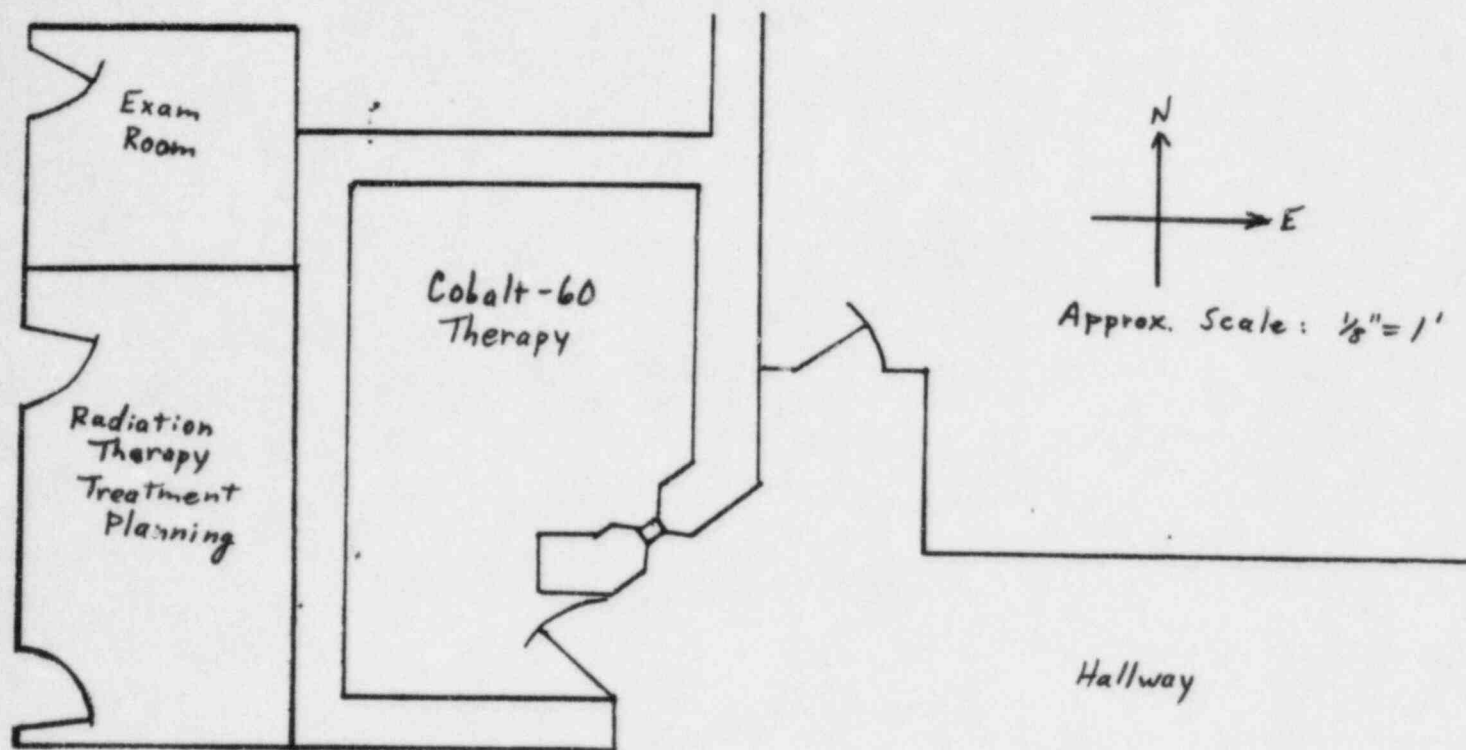 Exam
Room
N
E
Approx. Scale: 1/8" = 1'
Cobalt-60
Therapy
Radiation
Therapy
Treatment
Planning
Hallway